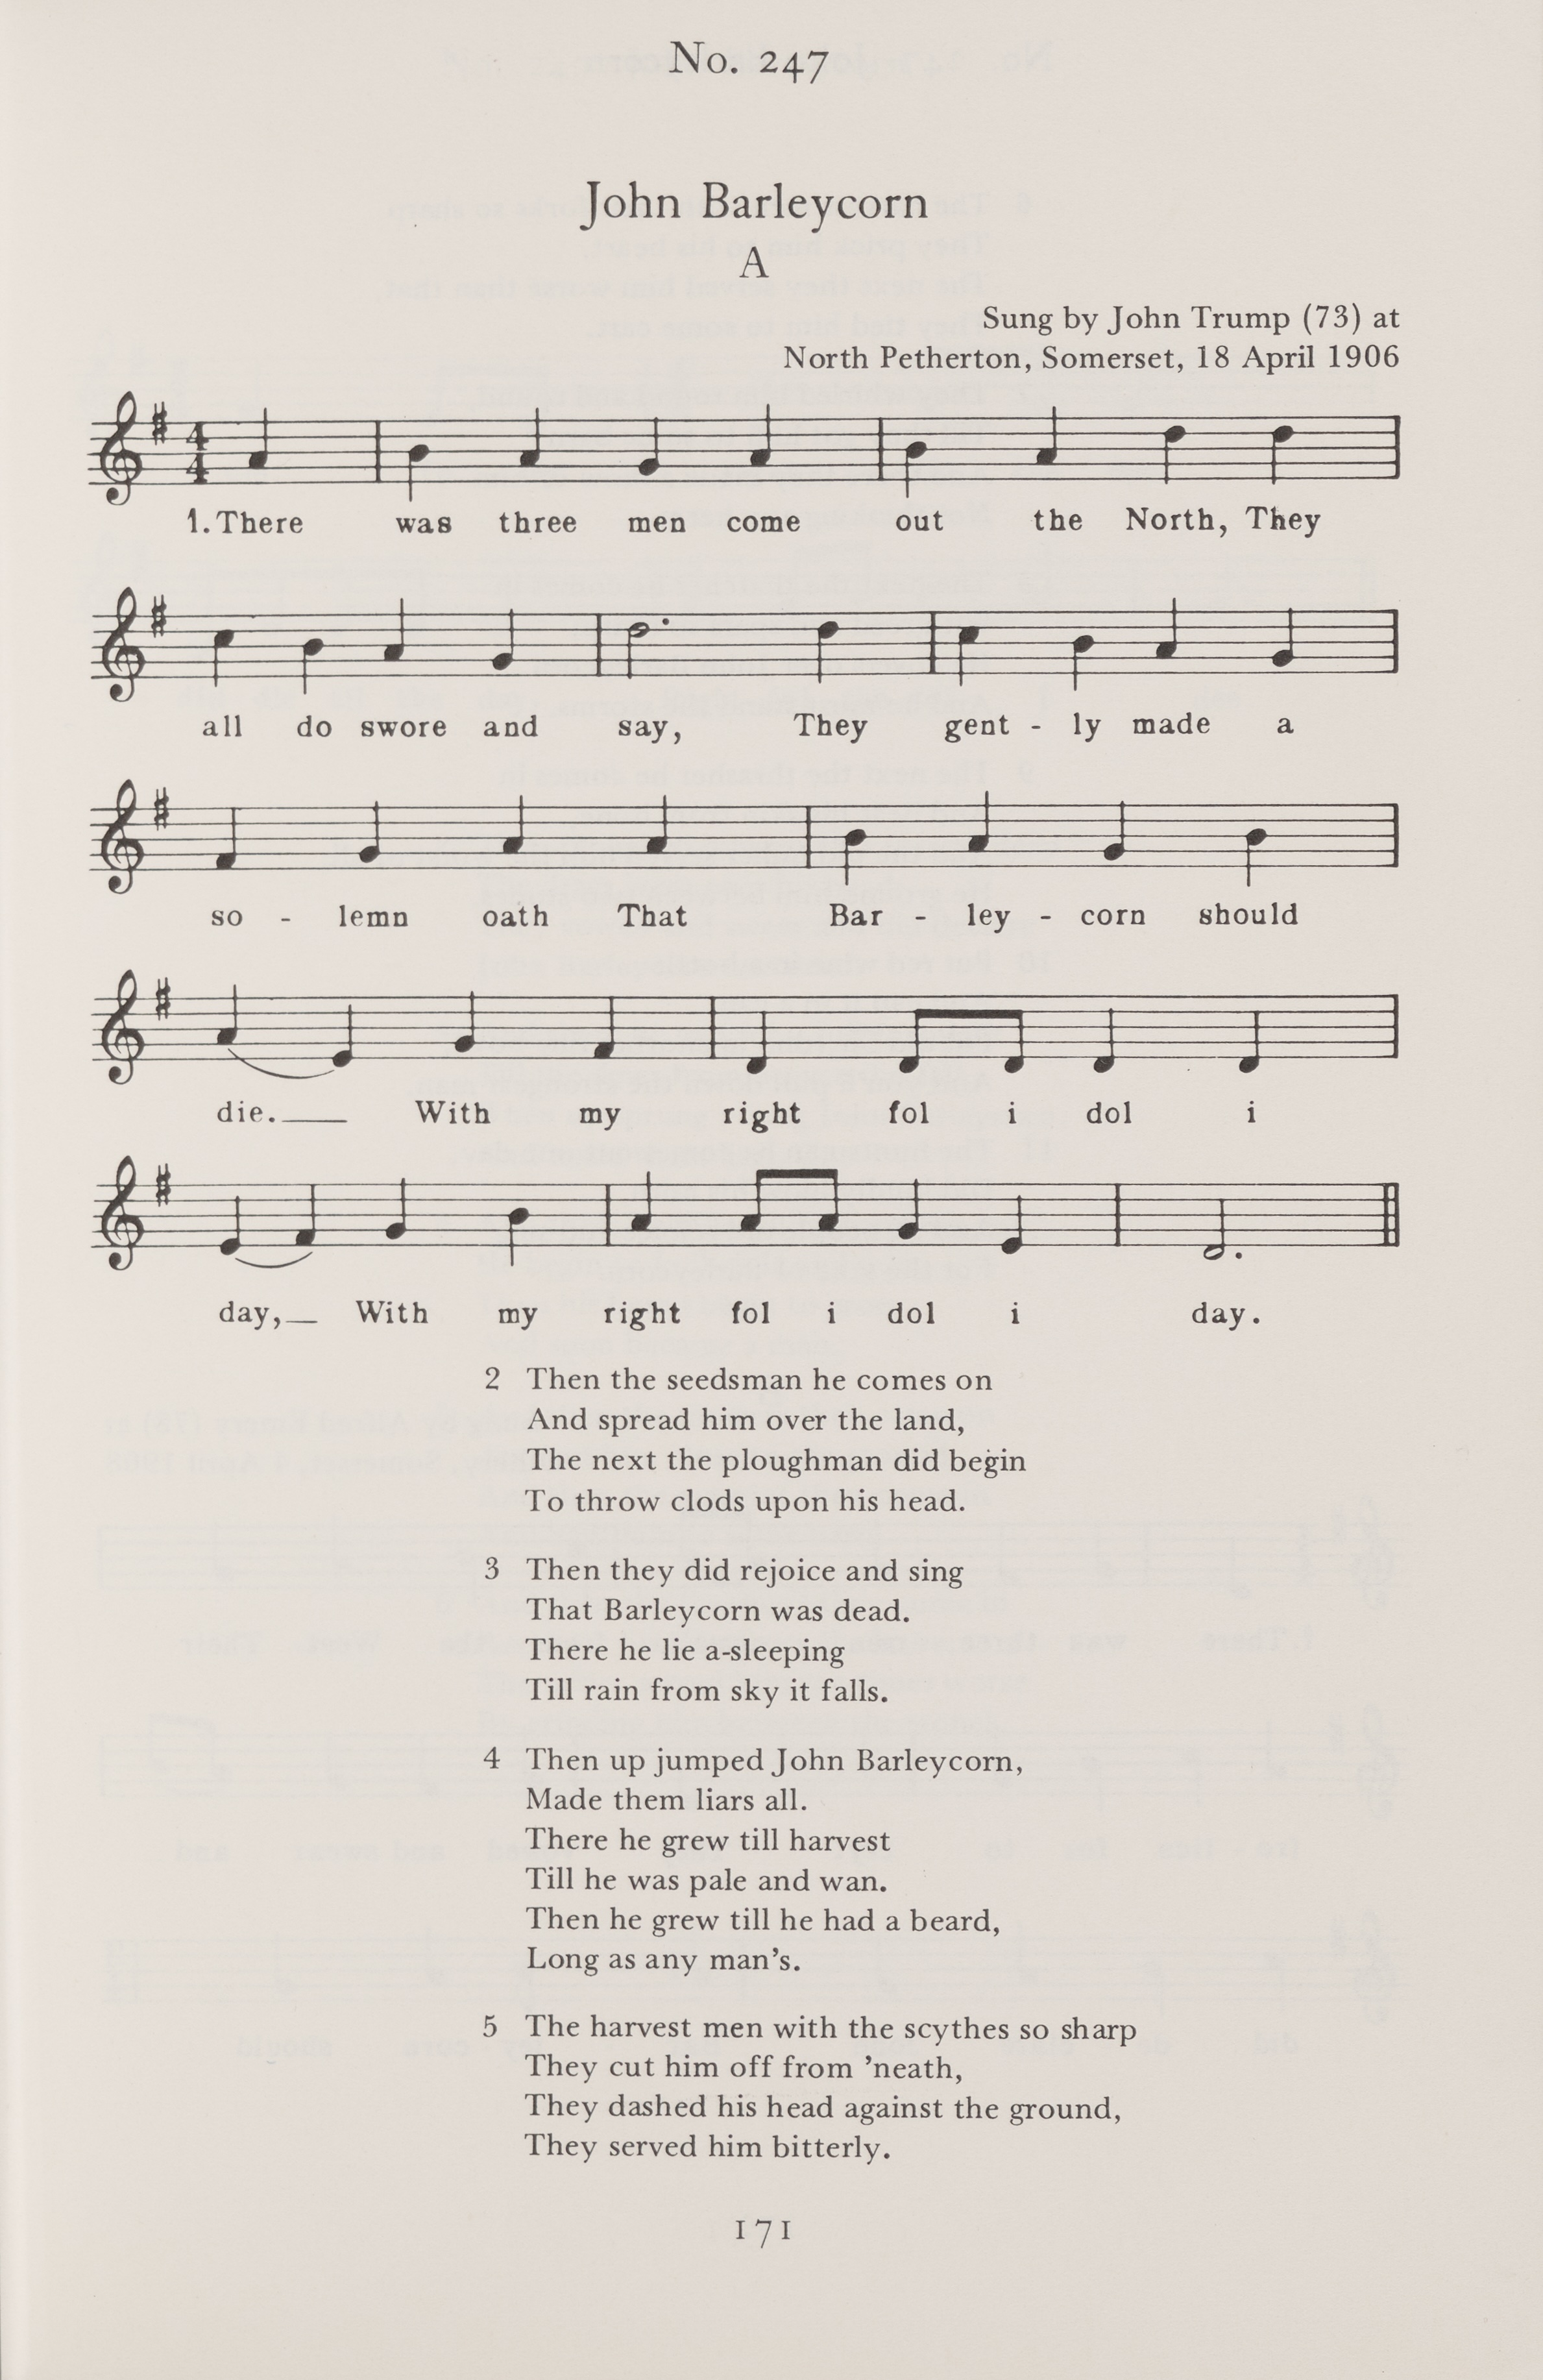 No. 247
John Barleycorn
A
Sung by John Trump (73) at
North Petherton, Somerset, 18 April 1906
4
4
1. There was three men come out the North, They
all do swore and say, They gent - ly made a
so - lemn oath That Bar - ley - corn should
die. With my right fol i dol i
day, With my right fol i dol i day.
2 Then the seedsman he comes on
And spread him over the land,
The next the ploughman did begin
To throw clods upon his head.
3 Then they did rejoice and sing
That Barleycorn was dead.
There he lie a-sleeping
Till rain from sky it falls.
4 Then up jumped John Barleycorn,
Made them liars all.
There he grew till harvest
Till he was pale and wan.
Then he grew till he had a beard,
Long as any man’s.
5 The harvest men with the scythes so sharp
They cut him off from ’neath,
They dashed his head against the ground,
They served him bitterly.
171